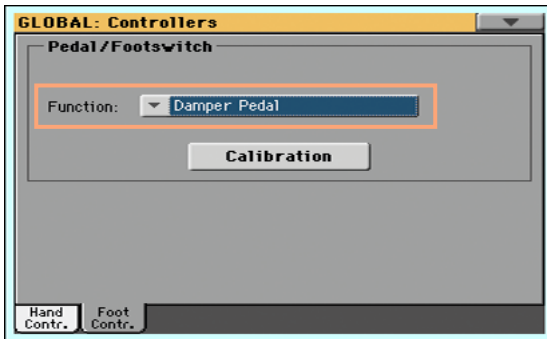 GLOBAL: Controllers
Pedal/Footswitch
Function: Damper Pedal
Calibration
Hand Foot
Contr. Contr.